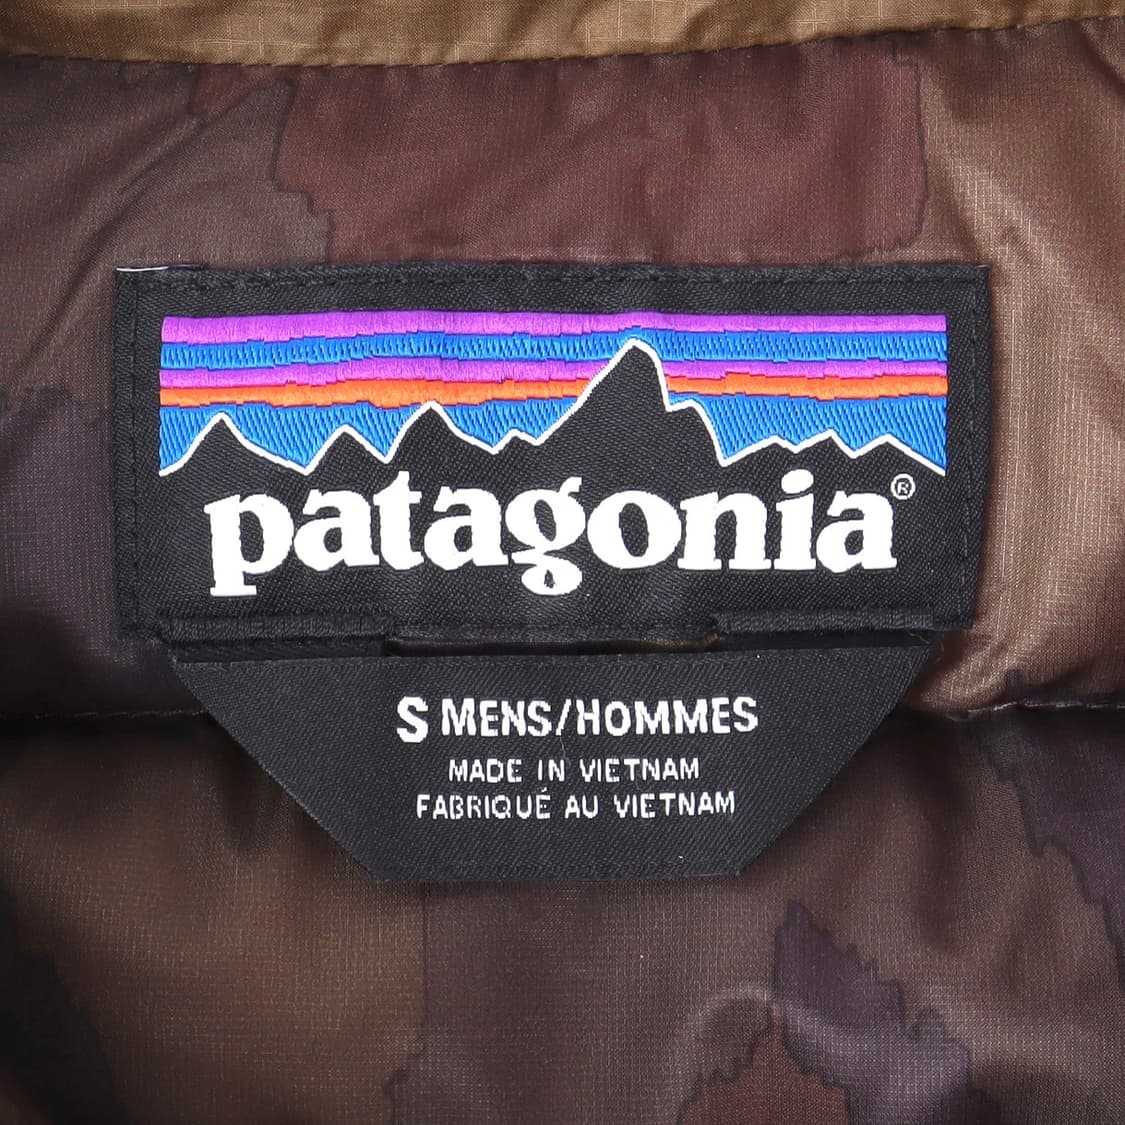 patagonia®
S MENS/HOMMES
MADE IN VIETNAM
FABRIQUÉ AU VIETNAM